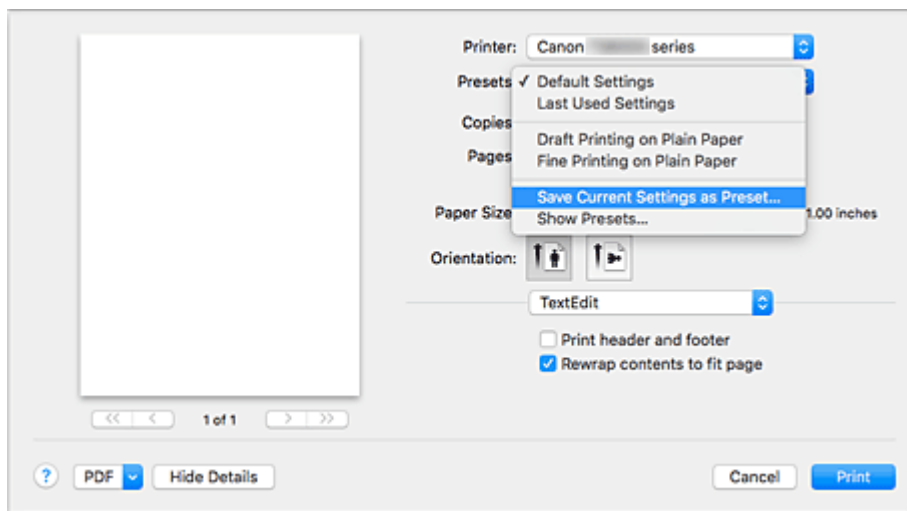 Printer: Canon series
Presets ✓ Default Settings
Last Used Settings
Copies
Draft Printing on Plain Paper
Pages
Fine Printing on Plain Paper
Save Current Settings as Preset...
Paper Size 1.00 inches
Show Presets...
Orientation:
TextEdit
Print header and footer
Rewrap contents to fit page
<< < 1 of 1 > >>
? PDF Hide Details Cancel Print